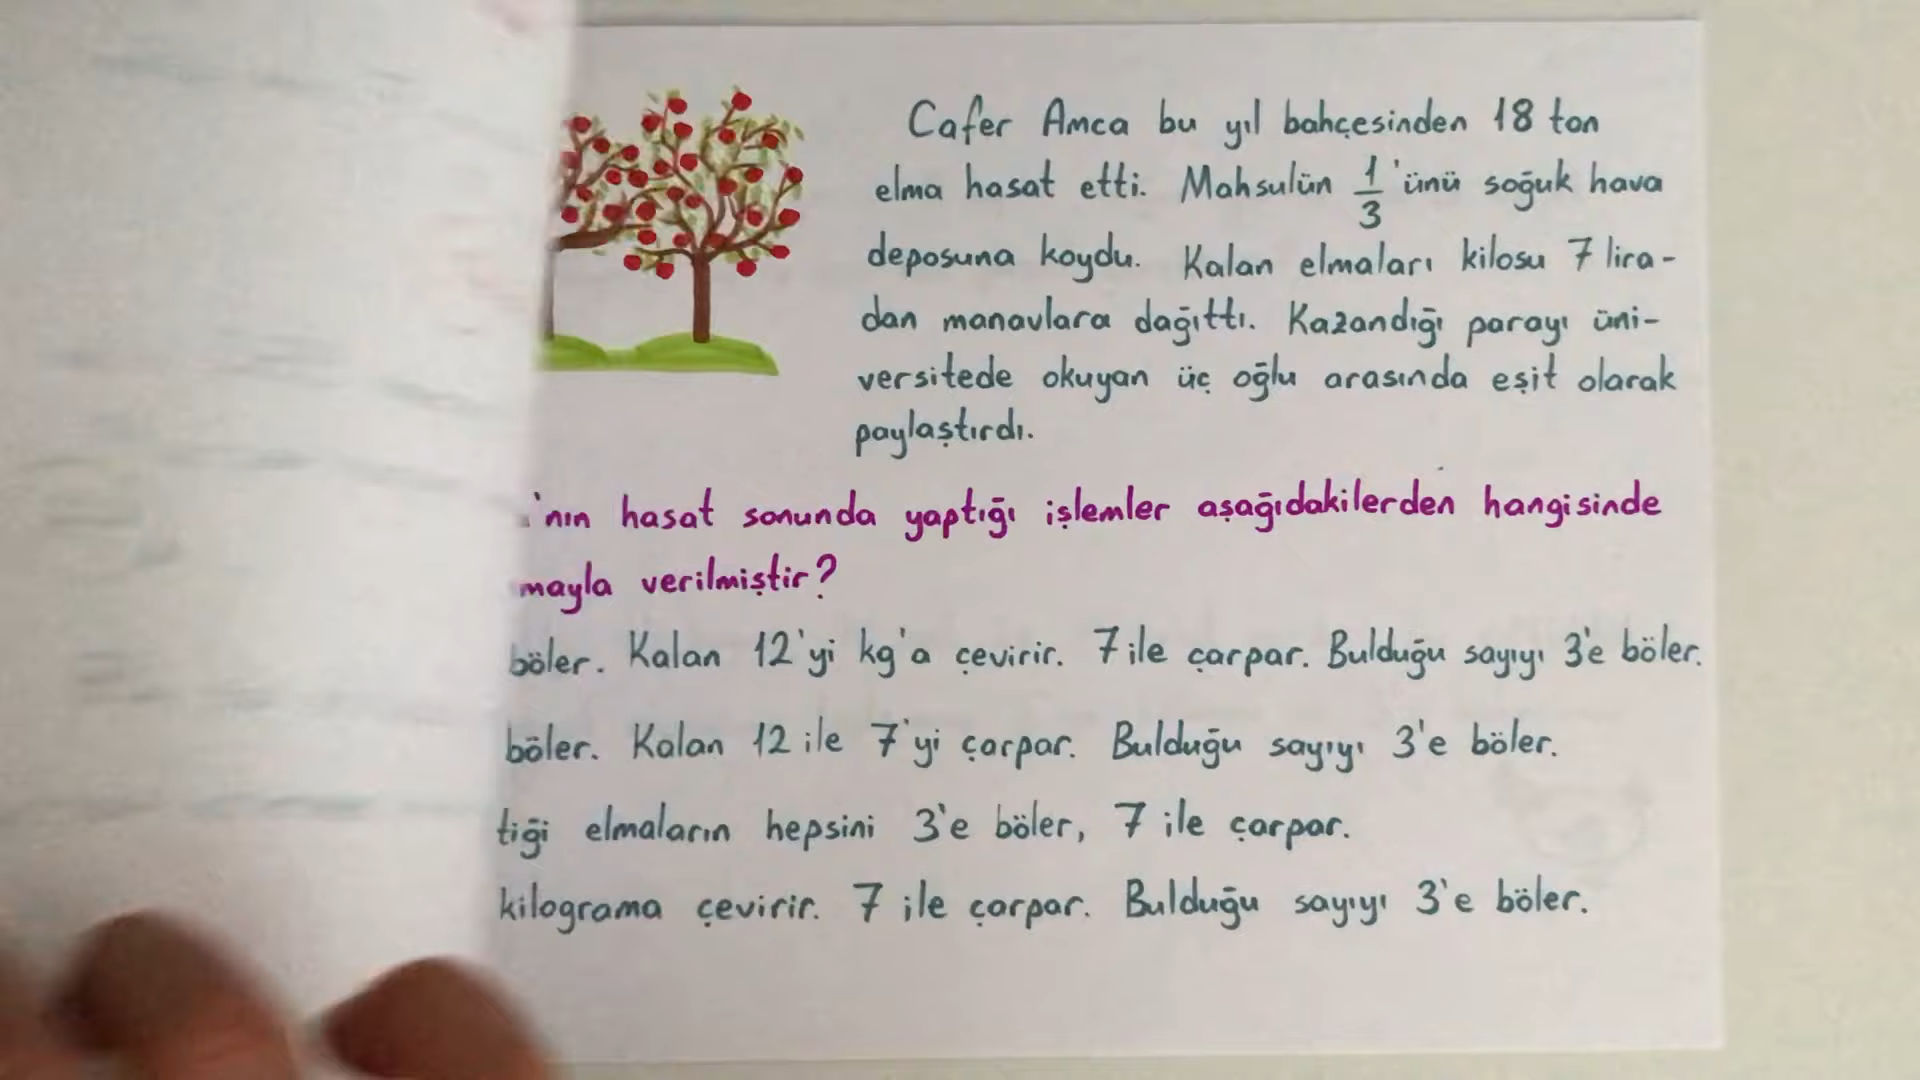 Cafer Amca bu yıl bahçesinden 18 ton
elma hasat etti. Mahsulün 1/3'ünü soğuk hava
deposuna koydu. Kalan elmaları kilosu 7 lira-
dan manavlara dağıttı. Kazandığı parayı üni-
versitede okuyan üç oğlu arasında eşit olarak
paylaştırdı.
'nın hasat sonunda yaptığı işlemler aşağıdakilerden hangisinde
mayla verilmiştir?
böler. Kalan 12'yi kg'a çevirir. 7 ile çarpar. Bulduğu sayıyı 3'e böler.
böler. Kalan 12 ile 7'yi çarpar. Bulduğu sayıyı 3'e böler.
tiği elmaların hepsini 3'e böler, 7 ile çarpar.
kilograma çevirir. 7 ile çarpar. Bulduğu sayıyı 3'e böler.